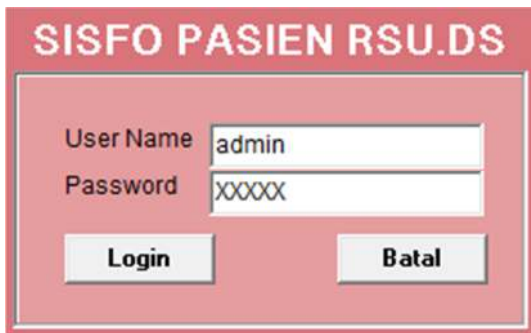 SISFO PASIEN RSU.DS
User Name admin
Password XXXXX
Login Batal